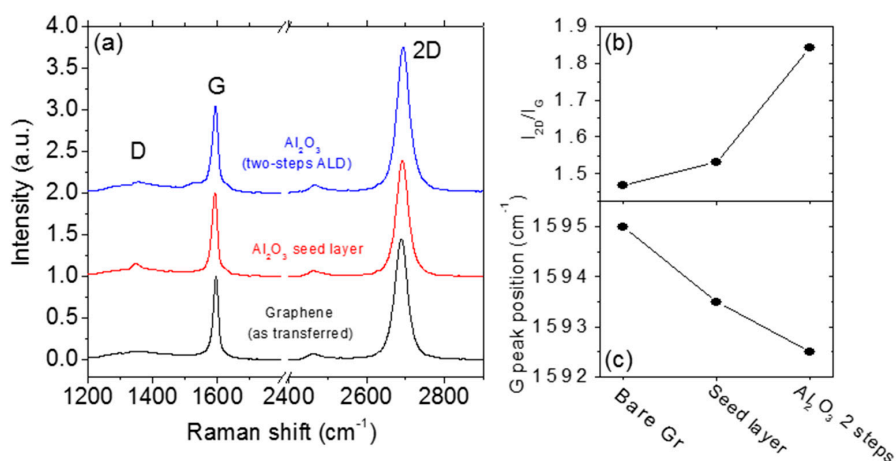 (a)
4.0
3.5
3.0
2.5
2.0
1.5
1.0
0.5
0.0
Intensity (a.u.)
D
G
2D
Al₂O₃
(two-steps ALD)
Al₂O₃ seed layer
Graphene
(as transferred)
1200 1400 1600 2400 2600 2800
Raman shift (cm⁻¹)
(b)
1.9
1.8
1.7
1.6
1.5
I₂D/I_G
1595
1594
1593
1592
G peak position (cm⁻¹)
(c)
Bare Gr
Seed layer
Al₂O₃ 2 steps